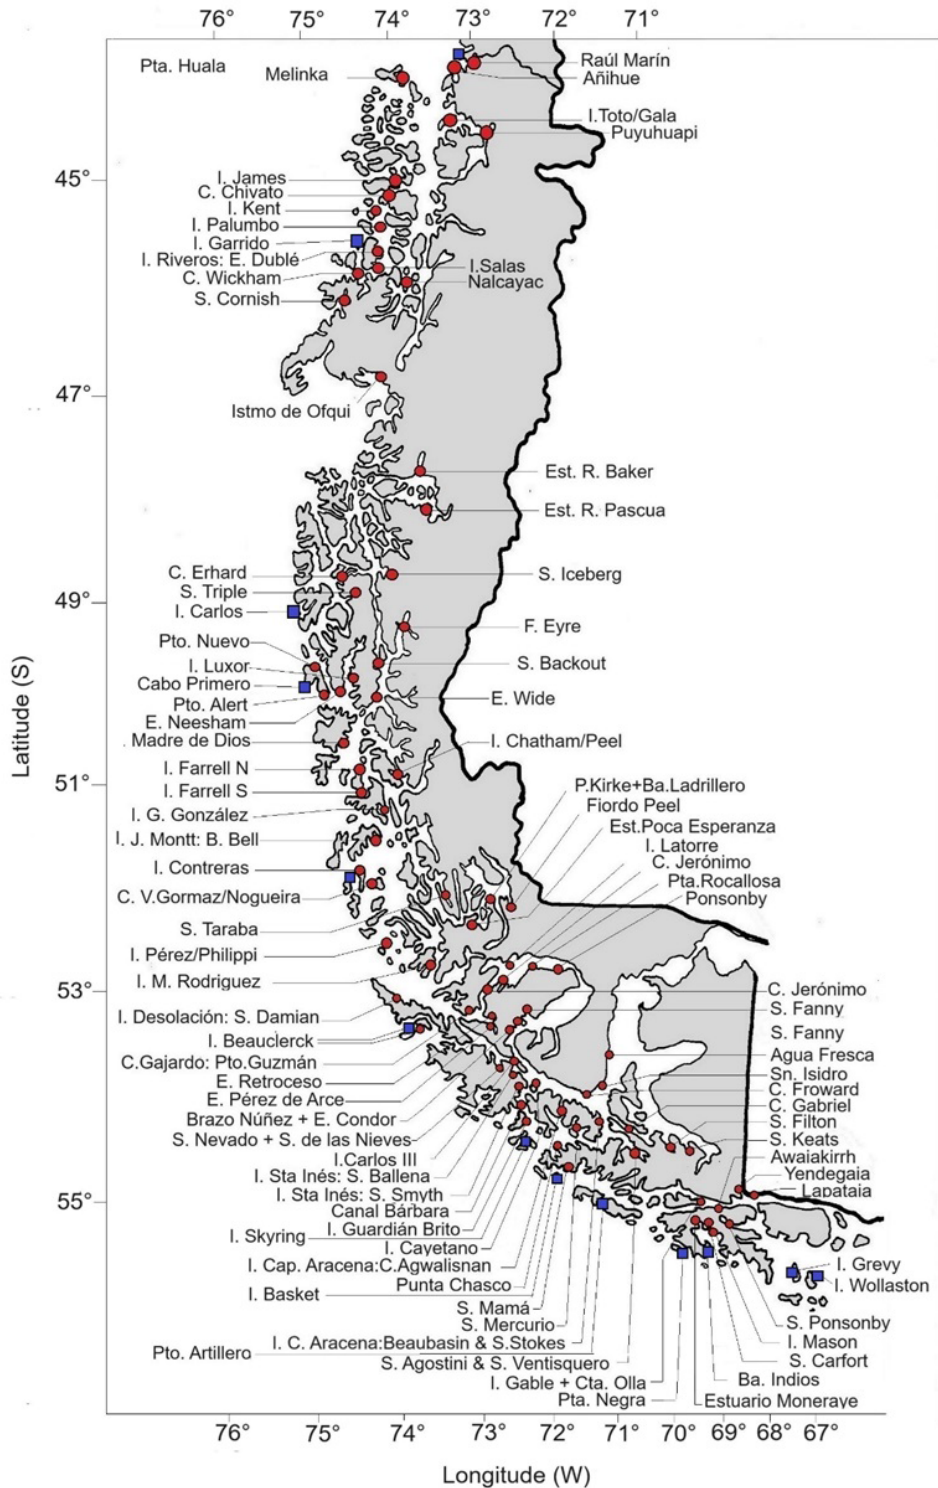 76° 75° 74° 73° 72° 71°
Pta. Huala
Melinka
Raúl Marín
Añihue
I.Toto/Gala
Puyuhuapi
45°
I. James
C. Chivato
I. Kent
I. Palumbo
I. Garrido
I. Riveros: E. Dublé
C. Wickham
S. Cornish
I.Salas
Nalcayac
47°
Istmo de Ofqui
Est. R. Baker
Est. R. Pascua
C. Erhard
S. Triple
I. Carlos
S. Iceberg
49°
F. Eyre
Pto. Nuevo
I. Luxor
Cabo Primero
Pto. Alert
E. Neesham
. Madre de Dios
S. Backout
E. Wide
I. Chatham/Peel
I. Farrell N
51°
I. Farrell S
I. G. González
I. J. Montt: B. Bell
I. Contreras
C. V.Gormaz/Nogueira
S. Taraba
I. Pérez/Philippi
I. M. Rodriguez
P.Kirke+Ba.Ladrillero
Fiordo Peel
Est.Poca Esperanza
I. Latorre
C. Jerónimo
Pta.Rocallosa
Ponsonby
53°
I. Desolación: S. Damian
I. Beauclerck
C.Gajardo: Pto.Guzmán
E. Retroceso
E. Pérez de Arce
Brazo Núñez + E. Condor
S. Nevado + S. de las Nieves
I.Carlos III
I. Sta Inés: S. Ballena
I. Sta Inés: S. Smyth
Canal Bárbara
I. Guardián Brito
I. Skyring
I. Cayetano
I. Cap. Aracena:C.Agwalisnan
Punta Chasco
I. Basket
S. Mamá
S. Mercurio
I. C. Aracena:Beaubasin & S.Stokes
Pto. Artillero
S. Agostini & S. Ventisquero
I. Gable + Cta. Olla
Pta. Negra
C. Jerónimo
S. Fanny
S. Fanny
Agua Fresca
Sn. Isidro
C. Froward
C. Gabriel
S. Filton
S. Keats
Awaiakirrh
Yendegaia
Lapataia
55°
I. Grevy
I. Wollaston
S. Ponsonby
I. Mason
S. Carfort
Ba. Indios
Estuario Moneraye
76° 75° 74° 72° 72° 71° 70° 69° 68° 67°
Longitude (W)
Latitude (S)